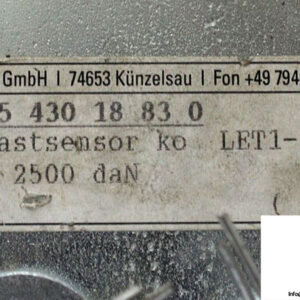 GmbH | 74653 Künzelsau | Fon +49 794
5 430 18 83 0
astsensor ko LET1-
2500 daN
(